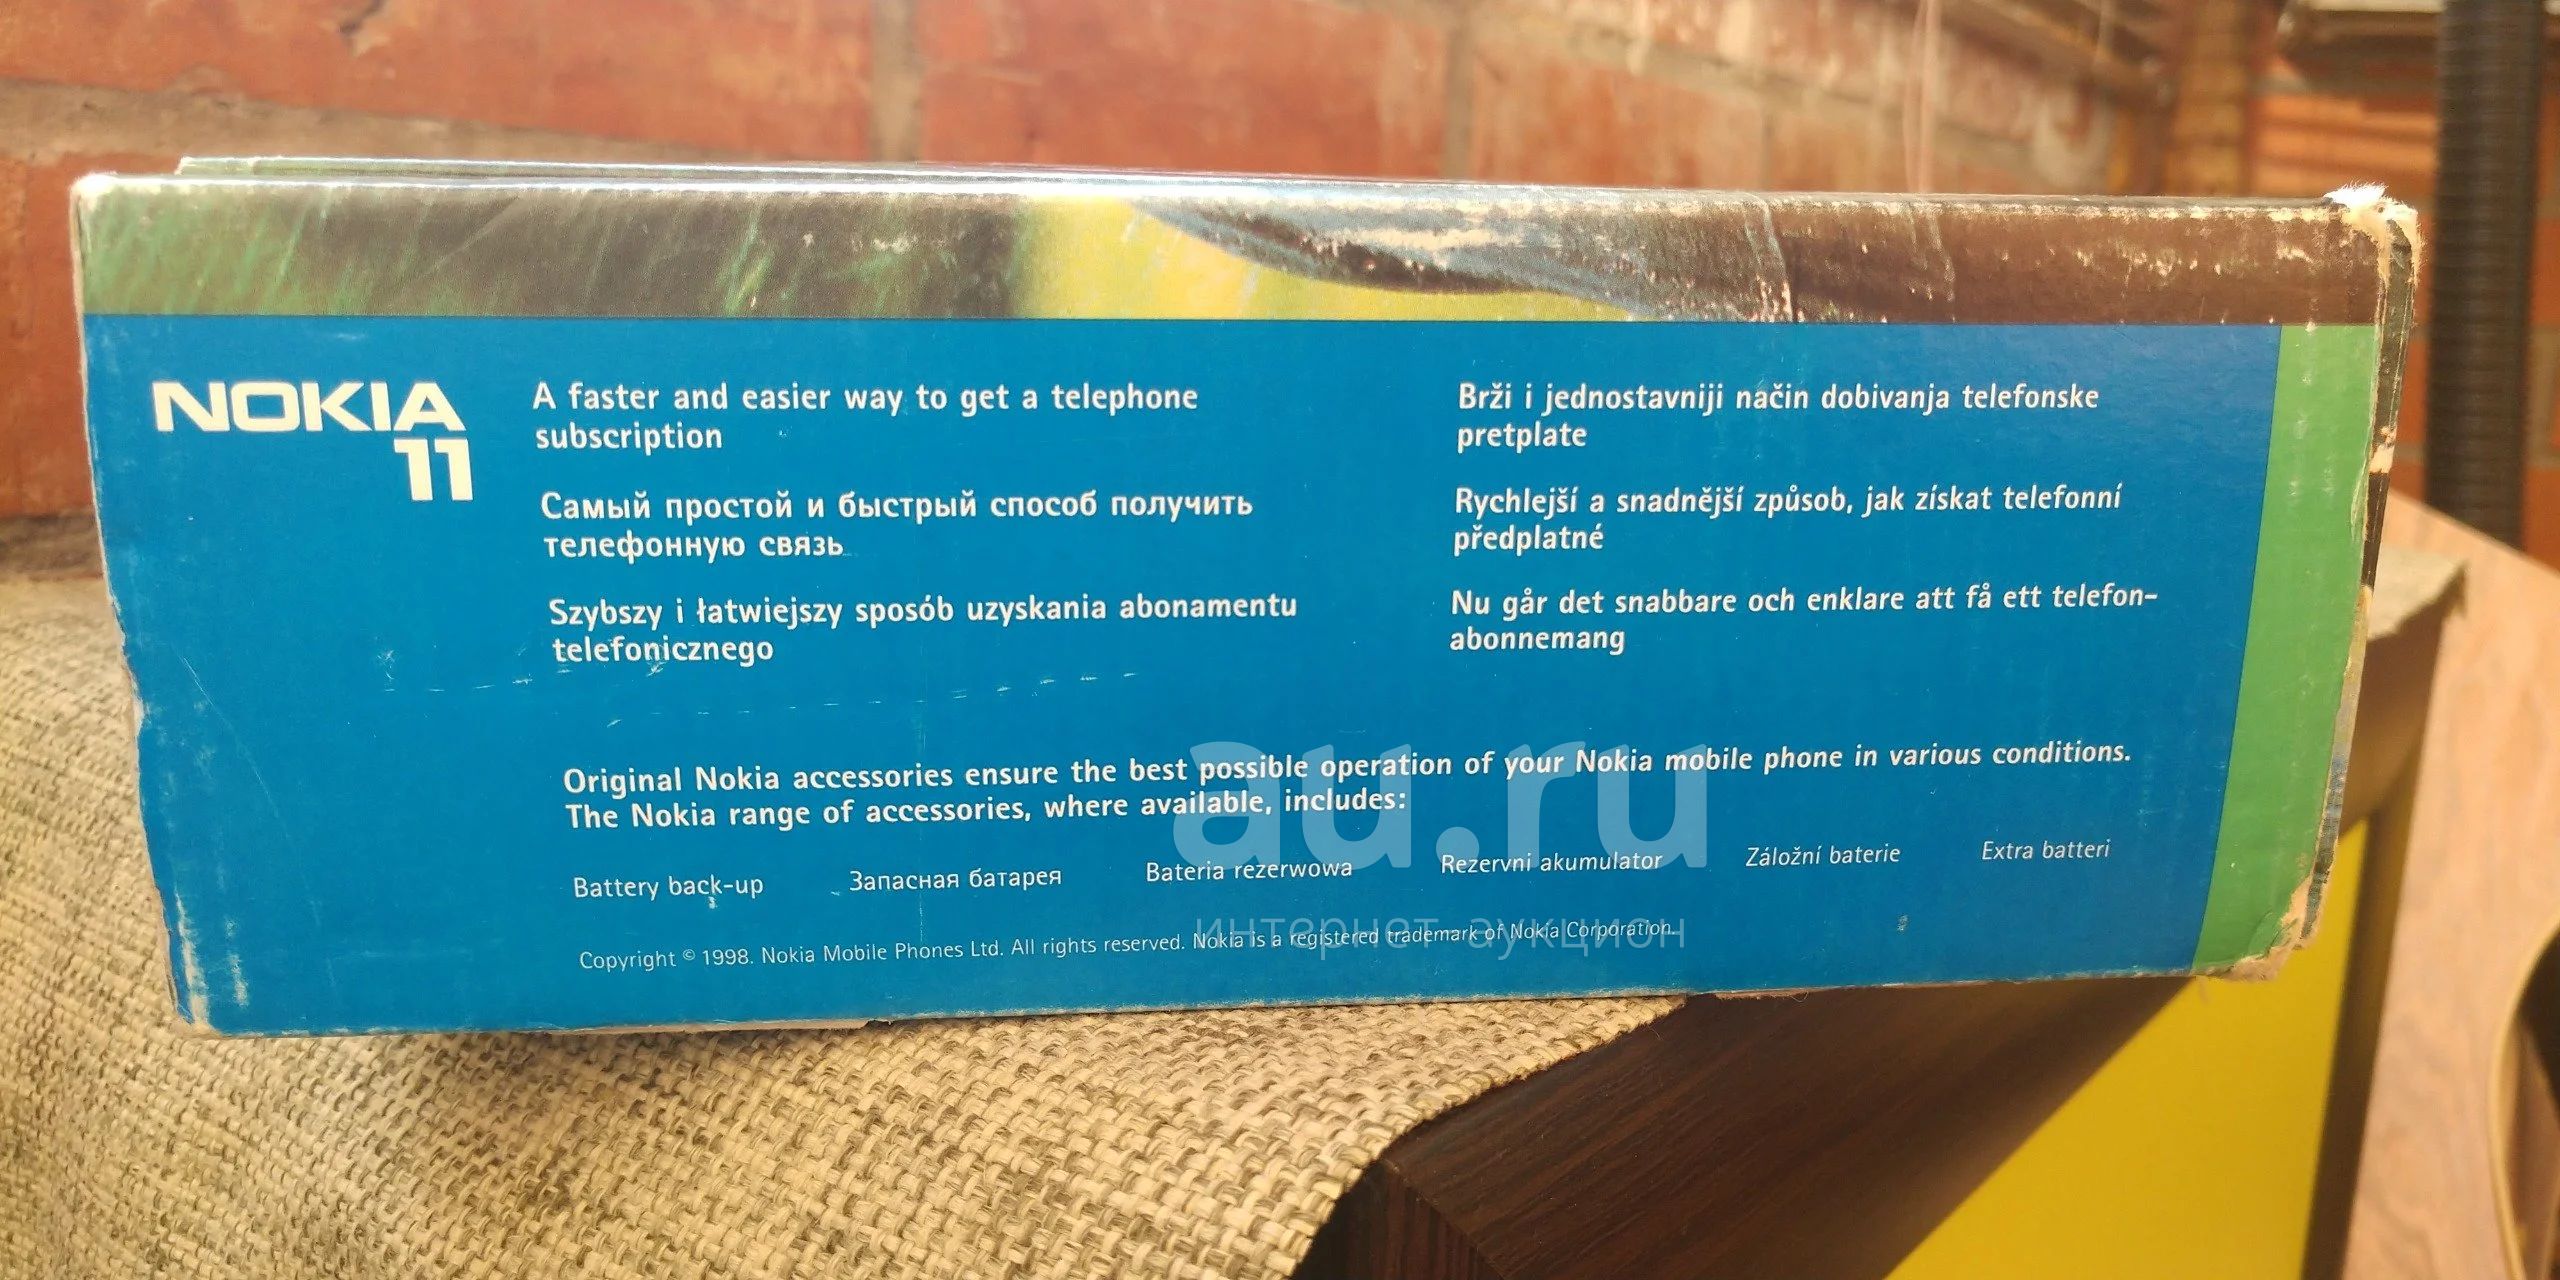 NOKIA
11
A faster and easier way to get a telephone
subscription
Самый простой и быстрый способ получить
телефонную связь
Szybszy i łatwiejszy sposób uzyskania abonamentu
telefonicznego
Brži i jednostavniji način dobivanja telefonske
pretplate
Rychlejší a snadnější způsob, jak získat telefonní
předplatné
Nu går det snabbare och enklare att få ett telefon-
abonnemang
Original Nokia accessories ensure the best possible operation of your Nokia mobile phone in various conditions.
The Nokia range of accessories, where available, includes:
Battery back-up Запасная батарея Bateria rezerwowa Rezervni akumulator Záložní baterie Extra batteri
Copyright © 1998. Nokia Mobile Phones Ltd. All rights reserved. Nokia is a registered trademark of Nokia Corporation.
au.ru
интернет-аукцион